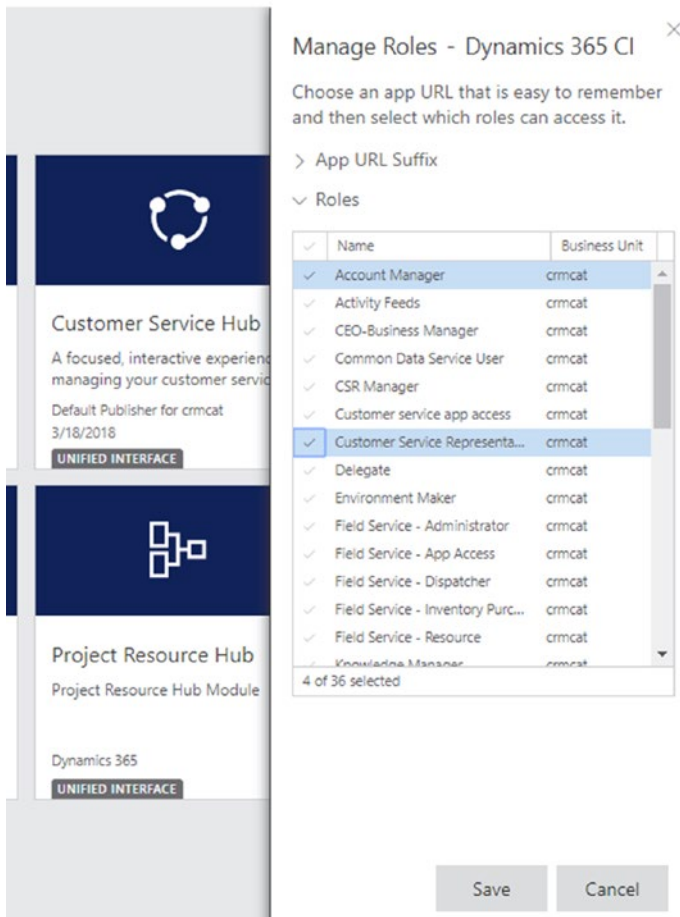 Manage Roles - Dynamics 365 CI
Choose an app URL that is easy to remember
and then select which roles can access it.
App URL Suffix
Roles
Name Business Unit
Account Manager crmcat
Activity Feeds crmcat
CEO-Business Manager crmcat
Common Data Service User crmcat
CSR Manager crmcat
Customer service app access crmcat
Customer Service Representa... crmcat
Delegate crmcat
Environment Maker crmcat
Field Service - Administrator crmcat
Field Service - App Access crmcat
Field Service - Dispatcher crmcat
Field Service - Inventory Purc... crmcat
Field Service - Resource crmcat
Knowledge Manager crmcat
4 of 36 selected
Save Cancel
Customer Service Hub
A focused, interactive experienc
managing your customer servic
Default Publisher for crmcat
3/18/2018
UNIFIED INTERFACE
Project Resource Hub
Project Resource Hub Module
Dynamics 365
UNIFIED INTERFACE